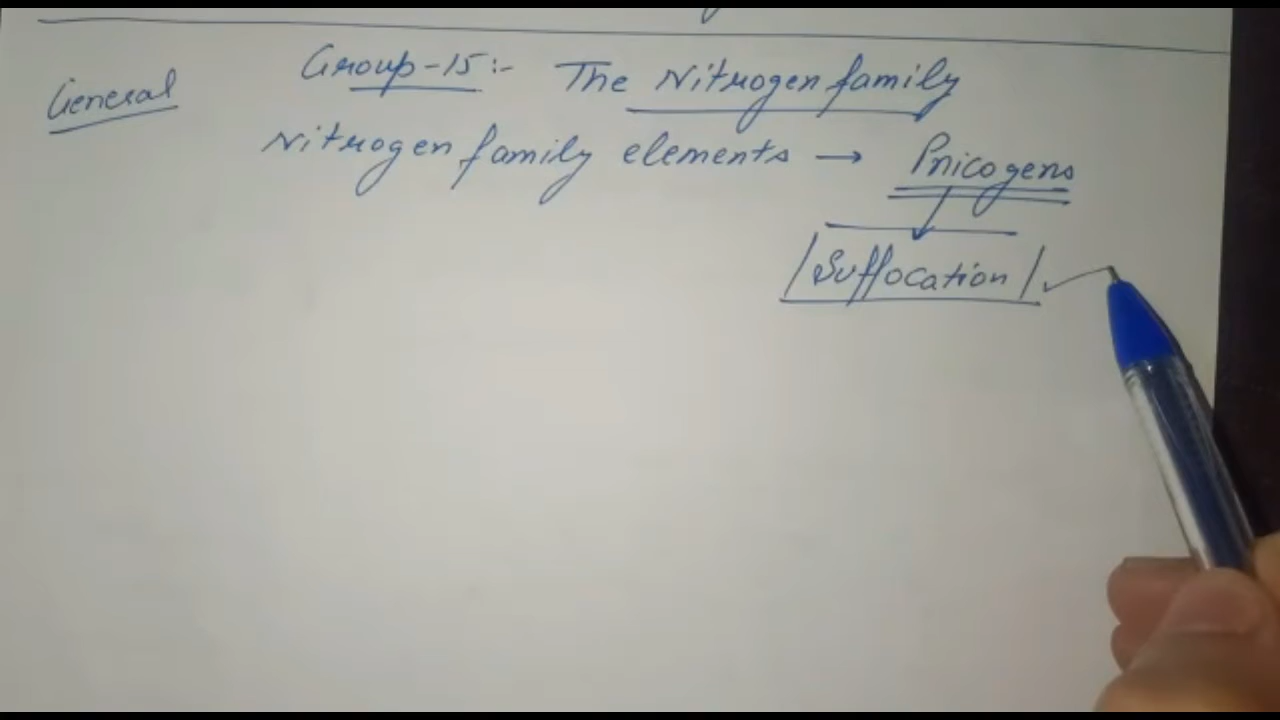 General
Group-15:- The Nitrogen family
Nitrogen family elements → Pnicogens
/Suffocation/